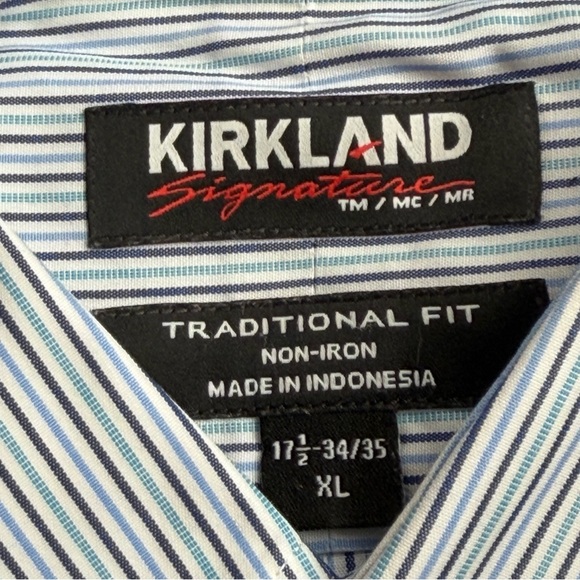 KIRKLAND
Signature
TM / MC / MR
TRADITIONAL FIT
NON-IRON
MADE IN INDONESIA
17½-34/35
XL